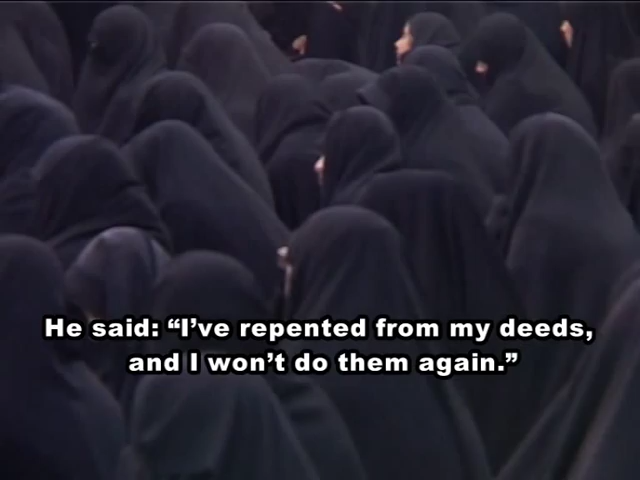 He said: “I’ve repented from my deeds,
and I won’t do them again.”